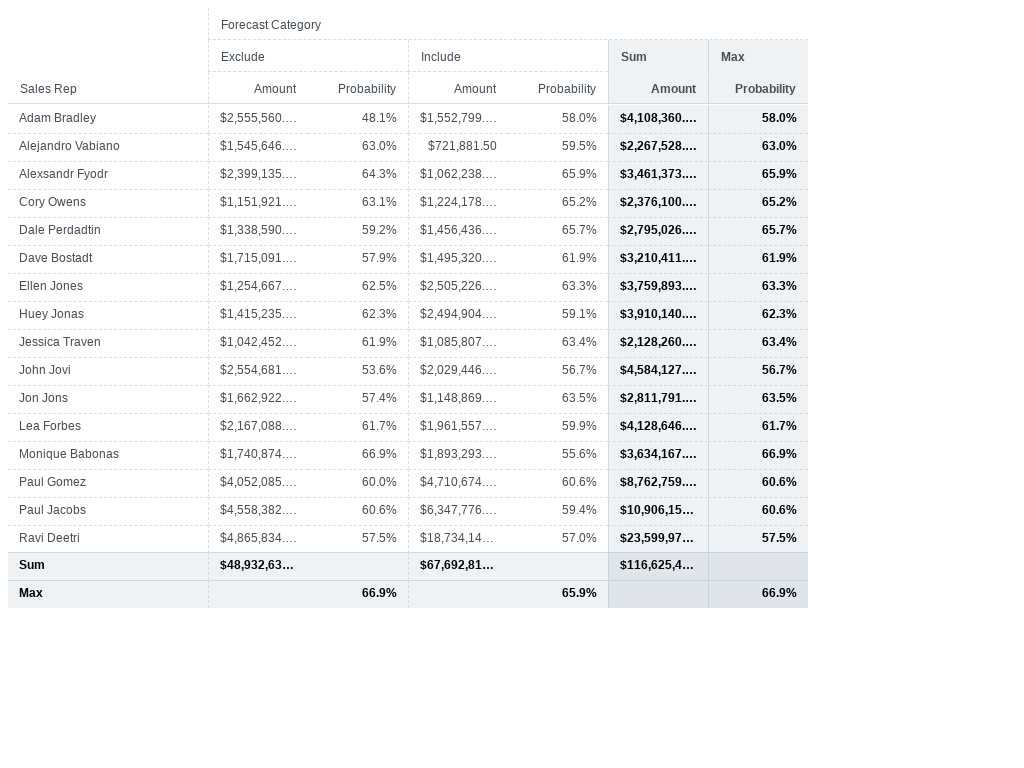 Forecast Category
Exclude Include Sum Max
Sales Rep Amount Probability Amount Probability Amount Probability
Adam Bradley $2,555,560.... 48.1% $1,552,799.... 58.0% $4,108,360.... 58.0%
Alejandro Vabiano $1,545,646.... 63.0% $721,881.50 59.5% $2,267,528.... 63.0%
Alexsandr Fyodr $2,399,135.... 64.3% $1,062,238.... 65.9% $3,461,373.... 65.9%
Cory Owens $1,151,921.... 63.1% $1,224,178.... 65.2% $2,376,100.... 65.2%
Dale Perdadtin $1,338,590.... 59.2% $1,456,436.... 65.7% $2,795,026.... 65.7%
Dave Bostadt $1,715,091.... 57.9% $1,495,320.... 61.9% $3,210,411.... 61.9%
Ellen Jones $1,254,667.... 62.5% $2,505,226.... 63.3% $3,759,893.... 63.3%
Huey Jonas $1,415,235.... 62.3% $2,494,904.... 59.1% $3,910,140.... 62.3%
Jessica Traven $1,042,452.... 61.9% $1,085,807.... 63.4% $2,128,260.... 63.4%
John Jovi $2,554,681.... 53.6% $2,029,446.... 56.7% $4,584,127.... 56.7%
Jon Jons $1,662,922.... 57.4% $1,148,869.... 63.5% $2,811,791.... 63.5%
Lea Forbes $2,167,088.... 61.7% $1,961,557.... 59.9% $4,128,646.... 61.7%
Monique Babonas $1,740,874.... 66.9% $1,893,293.... 55.6% $3,634,167.... 66.9%
Paul Gomez $4,052,085.... 60.0% $4,710,674.... 60.6% $8,762,759.... 60.6%
Paul Jacobs $4,558,382.... 60.6% $6,347,776.... 59.4% $10,906,15... 60.6%
Ravi Deetri $4,865,834.... 57.5% $18,734,14... 57.0% $23,599,97... 57.5%
Sum $48,932,63... $67,692,81... $116,625,4...
Max 66.9% 65.9% 66.9%